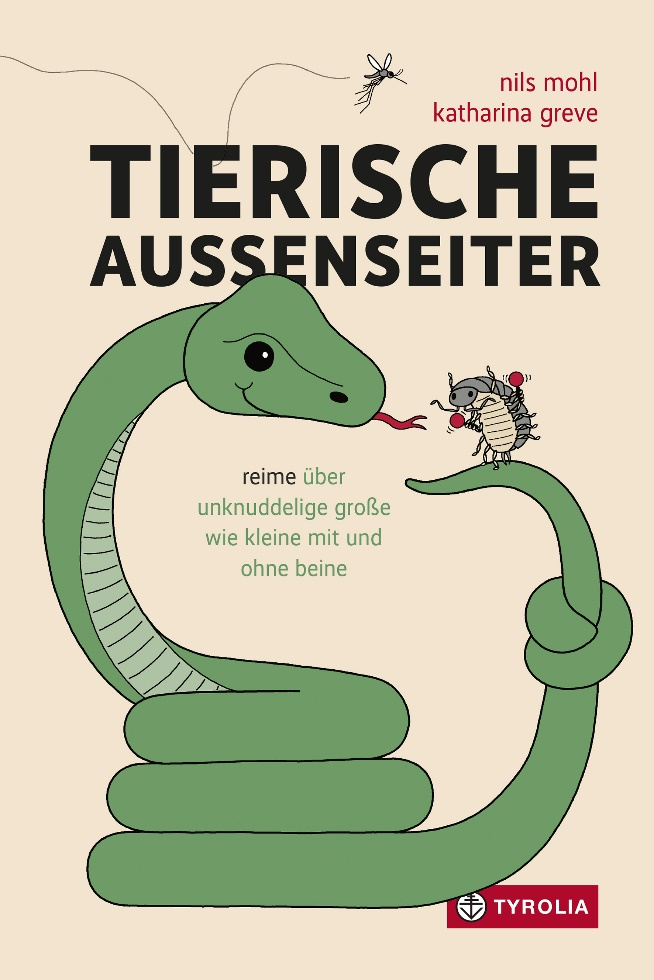 nils mohl
katharina greve
TIERISCHE
AUSSENSEITER
reime über
unknuddelige große
wie kleine mit und
ohne beine
TYROLIA